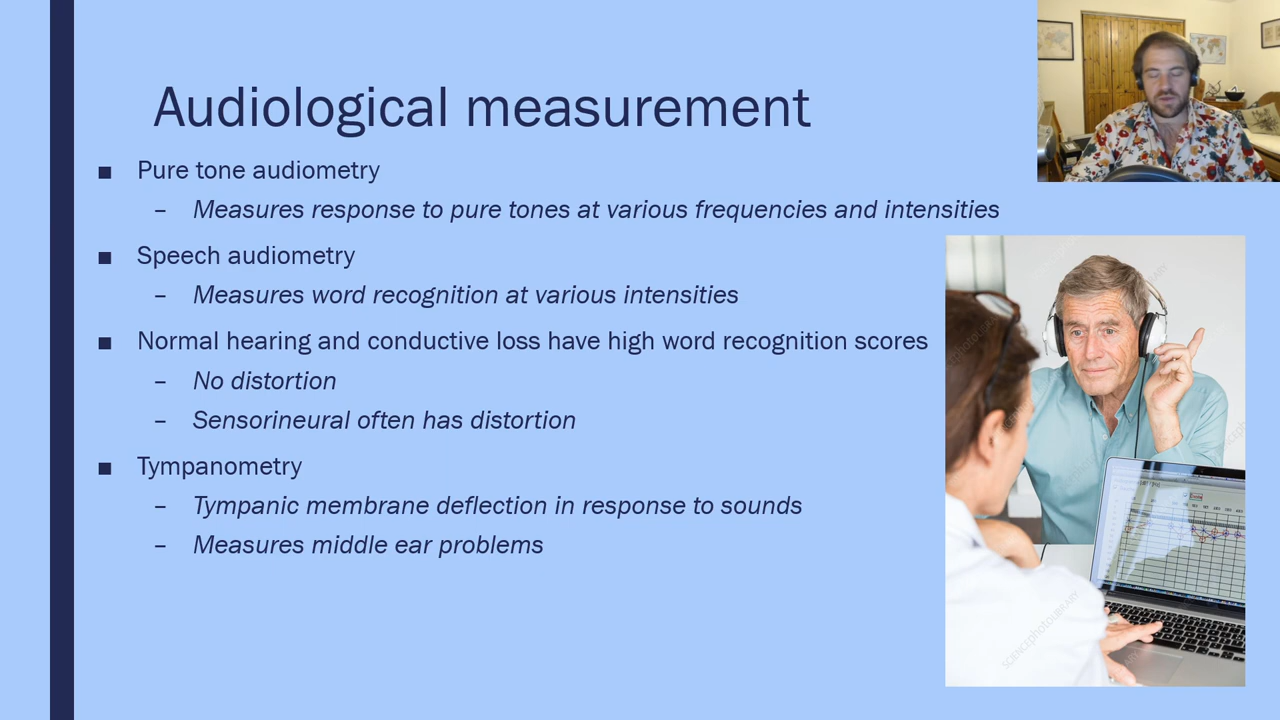 Audiological measurement
■ Pure tone audiometry
– Measures response to pure tones at various frequencies and intensities
■ Speech audiometry
– Measures word recognition at various intensities
■ Normal hearing and conductive loss have high word recognition scores
– No distortion
– Sensorineural often has distortion
■ Tympanometry
– Tympanic membrane deflection in response to sounds
– Measures middle ear problems
SCIENCEphotoLIBRARY